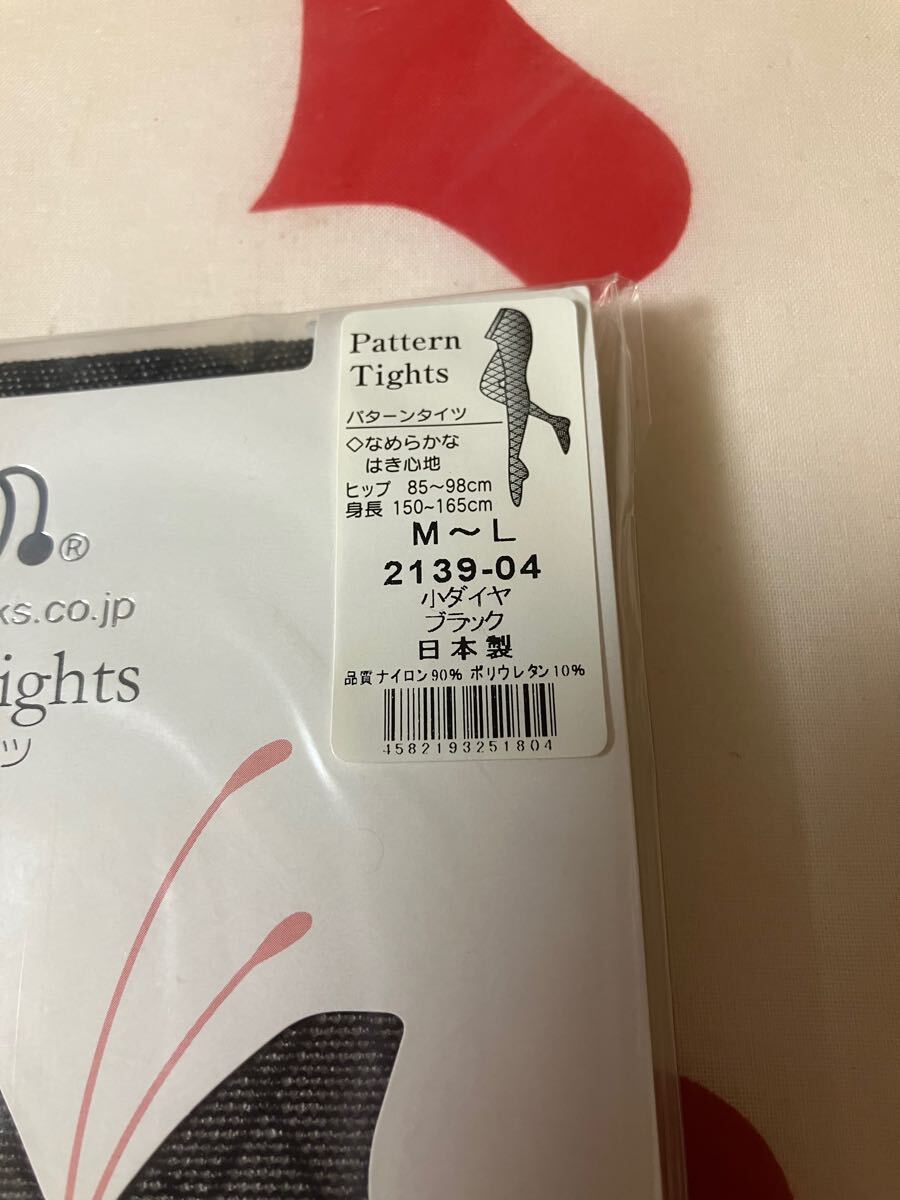 Pattern
Tights
パターンタイツ
◇なめらかな
はき心地
ヒップ 85~98cm
身長 150~165cm
M~L
2139-04
小ダイヤ
ブラック
日本製
品質 ナイロン90% ポリウレタン10%
4582193251804
®
ks.co.jp
ights
ツ